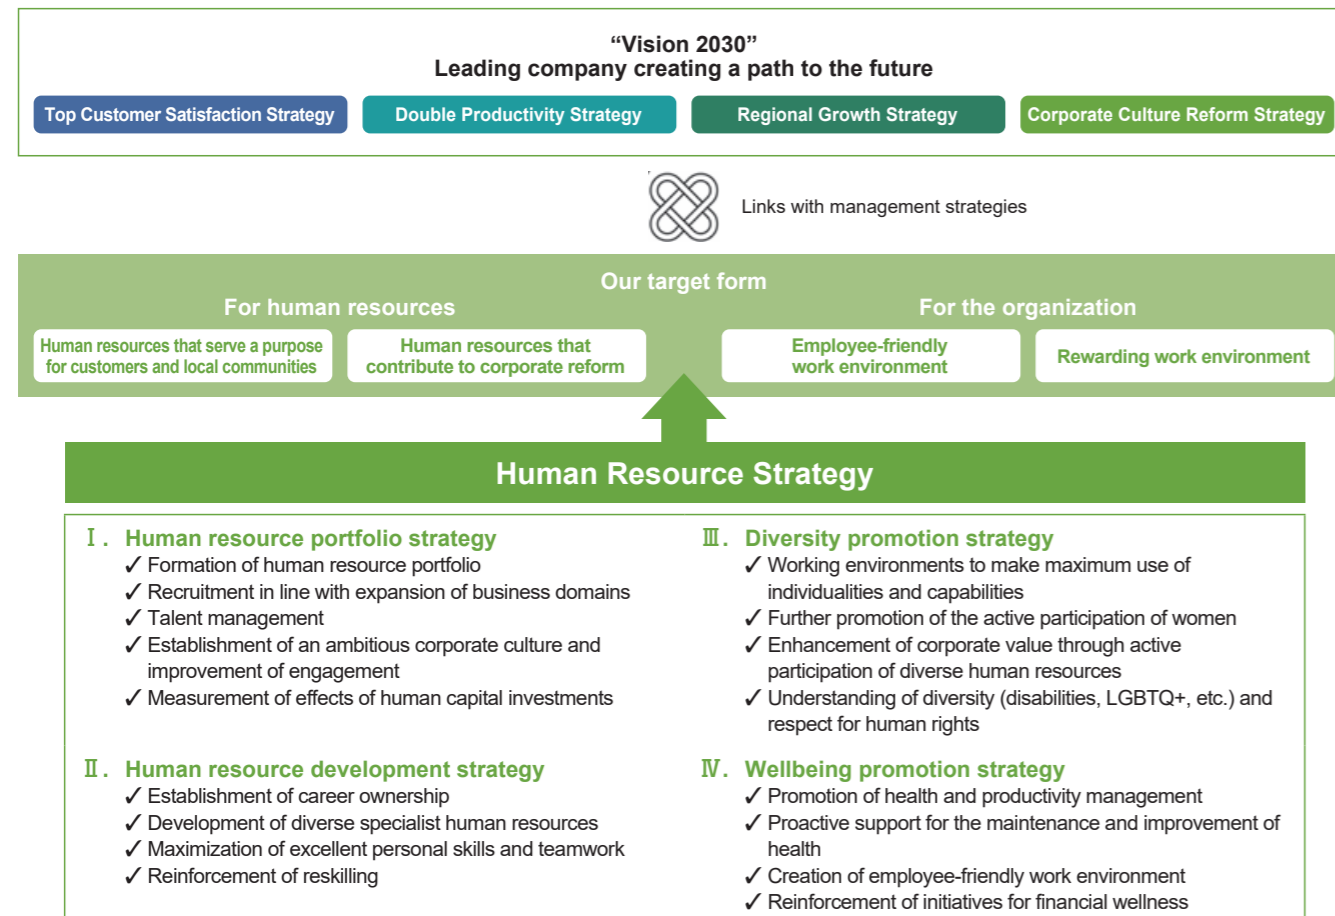 “Vision 2030”
Leading company creating a path to the future
Top Customer Satisfaction Strategy
Double Productivity Strategy
Regional Growth Strategy
Corporate Culture Reform Strategy
Links with management strategies
Our target form
For human resources
Human resources that serve a purpose
for customers and local communities
Human resources that
contribute to corporate reform
For the organization
Employee-friendly
work environment
Rewarding work environment
Human Resource Strategy
Ⅰ. Human resource portfolio strategy
✓ Formation of human resource portfolio
✓ Recruitment in line with expansion of business domains
✓ Talent management
✓ Establishment of an ambitious corporate culture and
improvement of engagement
✓ Measurement of effects of human capital investments
Ⅱ. Human resource development strategy
✓ Establishment of career ownership
✓ Development of diverse specialist human resources
✓ Maximization of excellent personal skills and teamwork
✓ Reinforcement of reskilling
Ⅲ. Diversity promotion strategy
✓ Working environments to make maximum use of
individualities and capabilities
✓ Further promotion of the active participation of women
✓ Enhancement of corporate value through active
participation of diverse human resources
✓ Understanding of diversity (disabilities, LGBTQ+, etc.) and
respect for human rights
Ⅳ. Wellbeing promotion strategy
✓ Promotion of health and productivity management
✓ Proactive support for the maintenance and improvement of
health
✓ Creation of employee-friendly work environment
✓ Reinforcement of initiatives for financial wellness